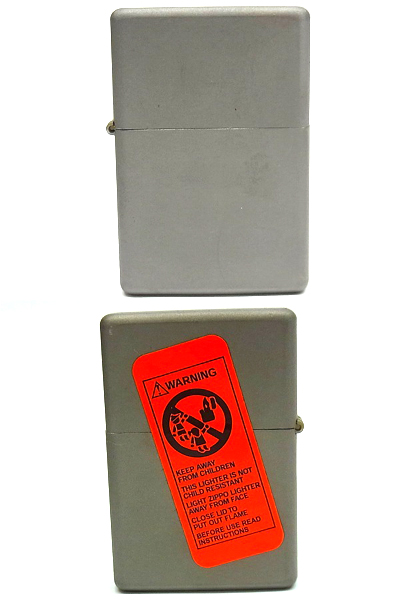 WARNING
KEEP AWAY
FROM CHILDREN
THIS LIGHTER IS NOT
CHILD RESISTANT
LIGHT ZIPPO LIGHTER
AWAY FROM FACE
CLOSE LID TO
PUT OUT FLAME
BEFORE USE READ
INSTRUCTIONS